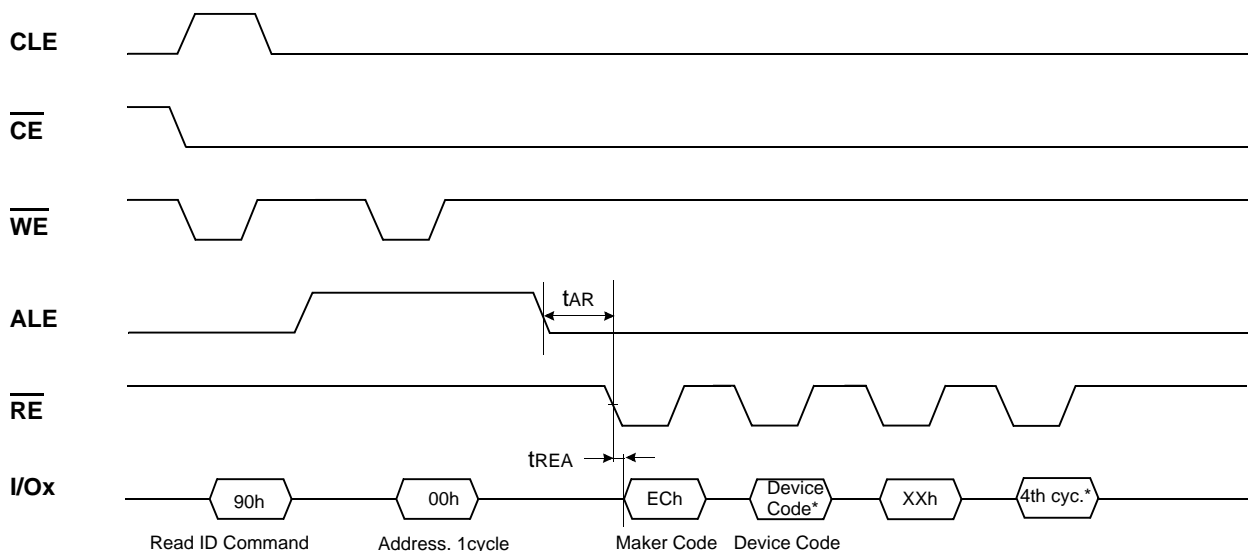 CLE
CE
WE
ALE
tAR
RE
tREA
I/Ox
90h
00h
ECh
Device
Code*
XXh
4th cyc.*
Read ID Command
Address. 1cycle
Maker Code
Device Code